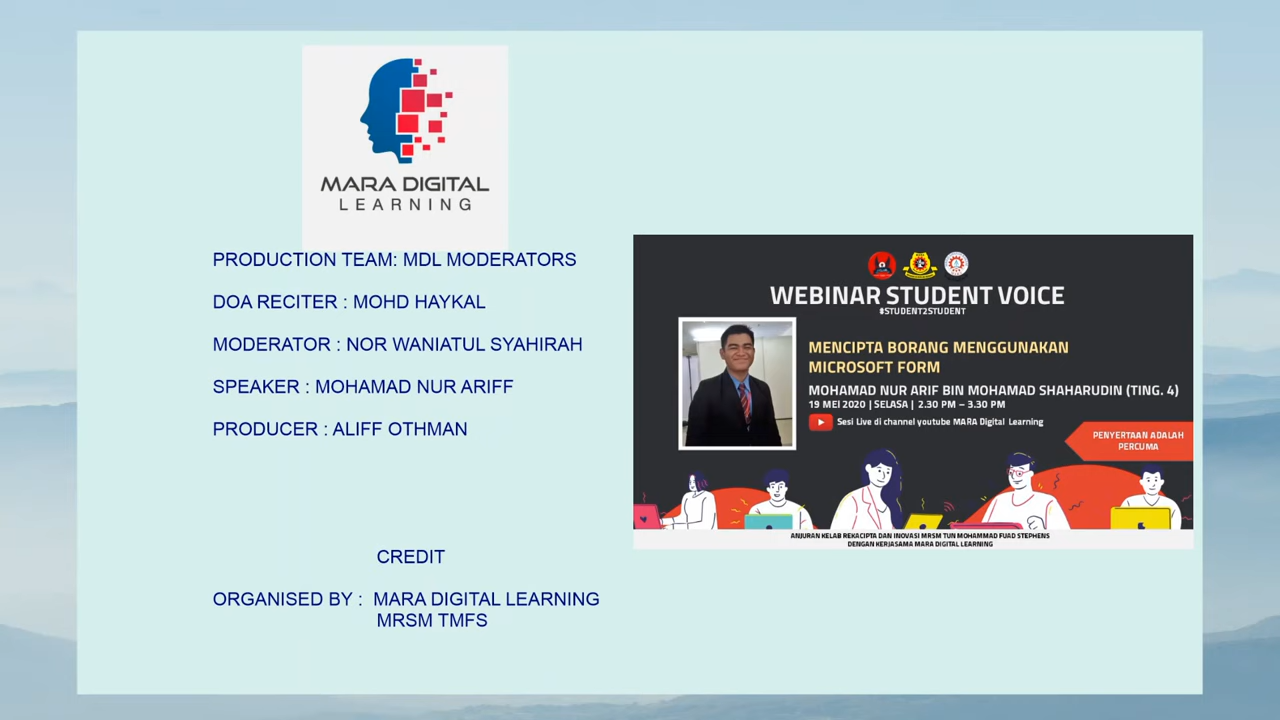 MARA DIGITAL
LEARNING
PRODUCTION TEAM: MDL MODERATORS
DOA RECITER : MOHD HAYKAL
MODERATOR : NOR WANIATUL SYAHIRAH
SPEAKER : MOHAMAD NUR ARIFF
PRODUCER : ALIFF OTHMAN
CREDIT
ORGANISED BY : MARA DIGITAL LEARNING
MRSM TMFS
WEBINAR STUDENT VOICE
#STUDENT2STUDENT
MENCIPTA BORANG MENGGUNAKAN
MICROSOFT FORM
MOHAMAD NUR ARIF BIN MOHAMAD SHAHARUDIN (TING. 4)
19 MEI 2020 | SELASA | 2.30 PM – 3.30 PM
Sesi Live di channel youtube MARA Digital Learning
PENYERTAAN ADALAH
PERCUMA
ANJURAN KELAB REKACIPTA DAN INOVASI MRSM TUN MOHAMMAD FUAD STEPHENS
DENGAN KERJASAMA MARA DIGITAL LEARNING